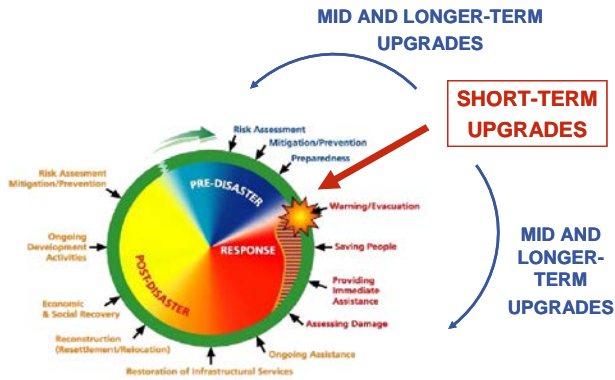 MID AND LONGER-TERM
UPGRADES
SHORT-TERM
UPGRADES
Risk Assessment
Mitigation/Prevention
Preparedness
Risk Assesment
Mitigation/Prevention
PRE-DISASTER
Warning/Evacuation
Ongoing
Development
Activities
RESPONSE
Saving People
MID AND
LONGER-
TERM
UPGRADES
POST-DISASTER
Providing
Immediate
Assistance
Economic
& Social Recovery
Assessing Damage
Reconstruction
(Resettlement/Relocation)
Ongoing Assistance
Restoration of Infrastructural Services